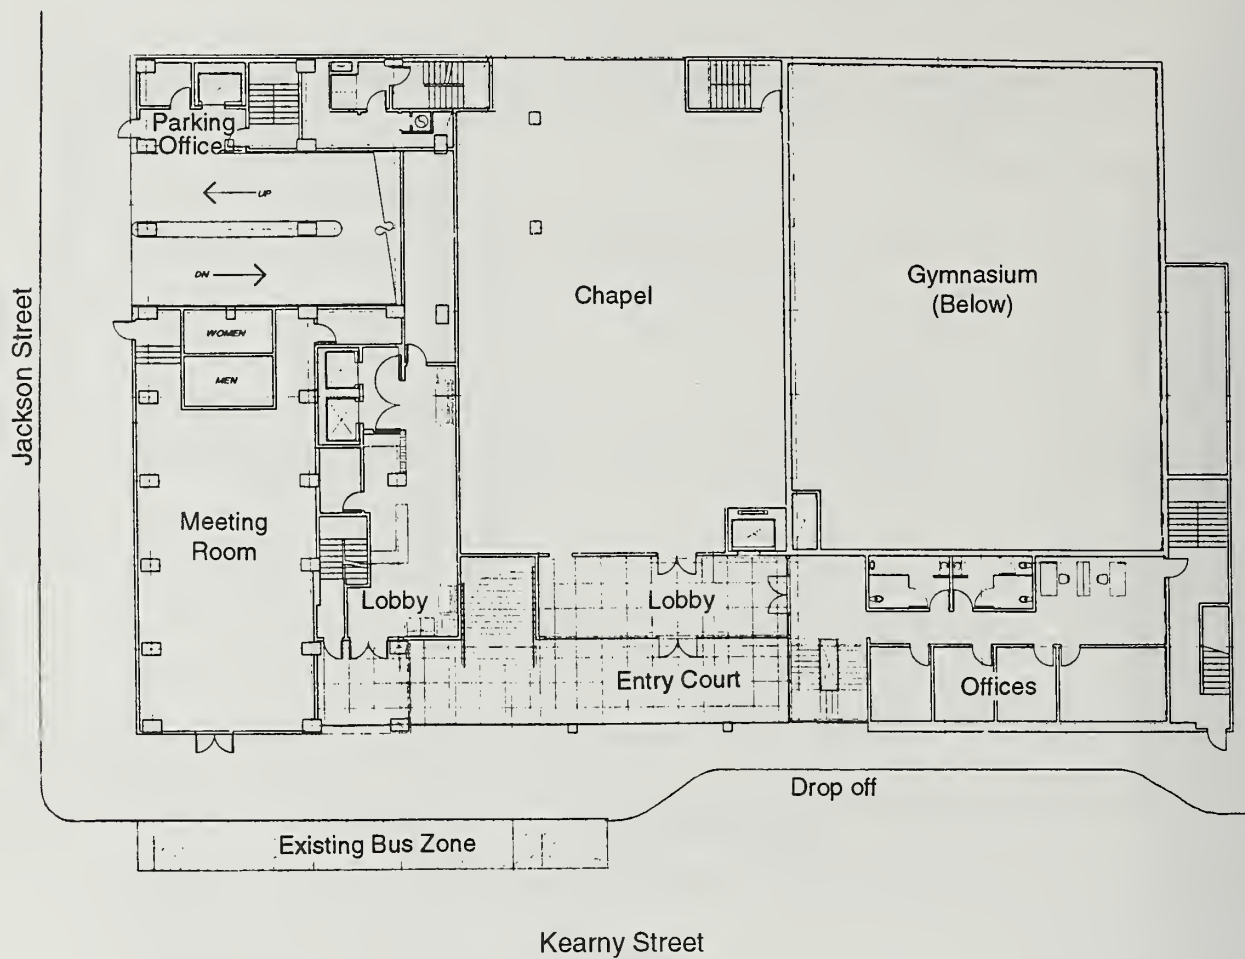 Parking
Office
UP
DN
Chapel
Gymnasium
(Below)
Jackson Street
WOMEN
MEN
Meeting
Room
Lobby
Lobby
Entry Court
Offices
Drop off
Existing Bus Zone
Kearny Street